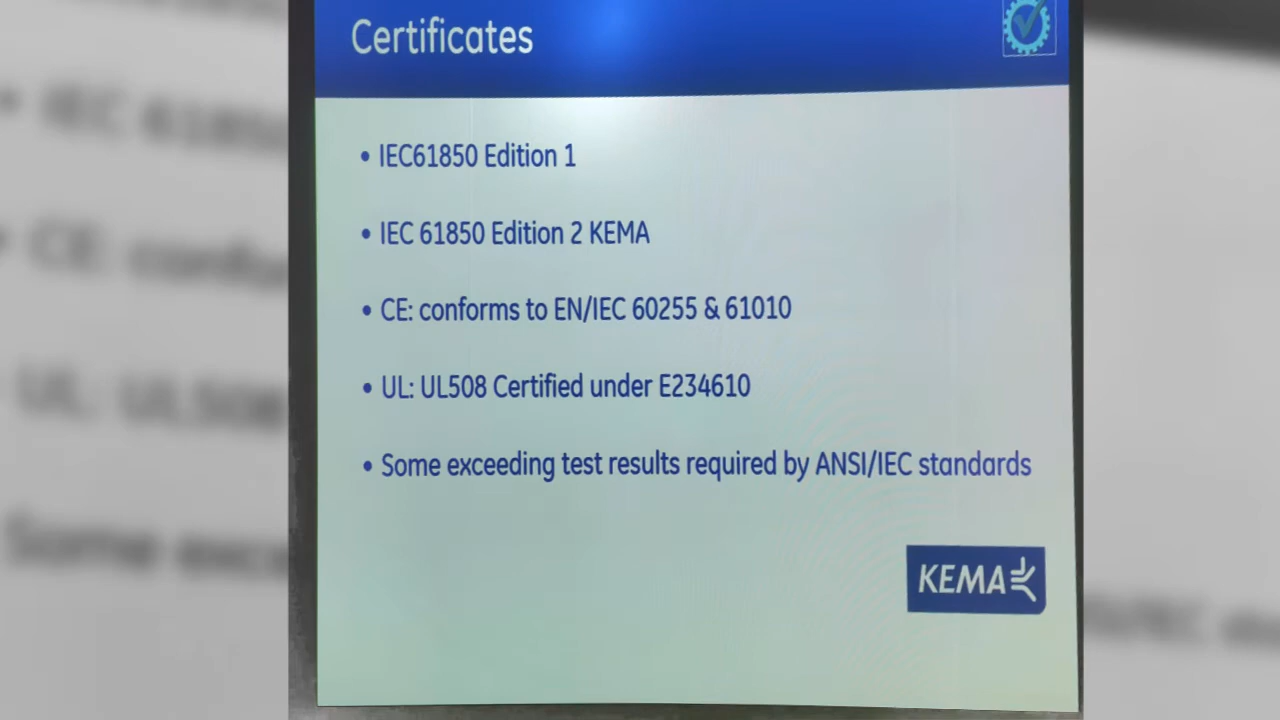 Certificates
• IEC61850 Edition 1
• IEC 61850 Edition 2 KEMA
• CE: conforms to EN/IEC 60255 & 61010
• UL: UL508 Certified under E234610
• Some exceeding test results required by ANSI/IEC standards
KEMA